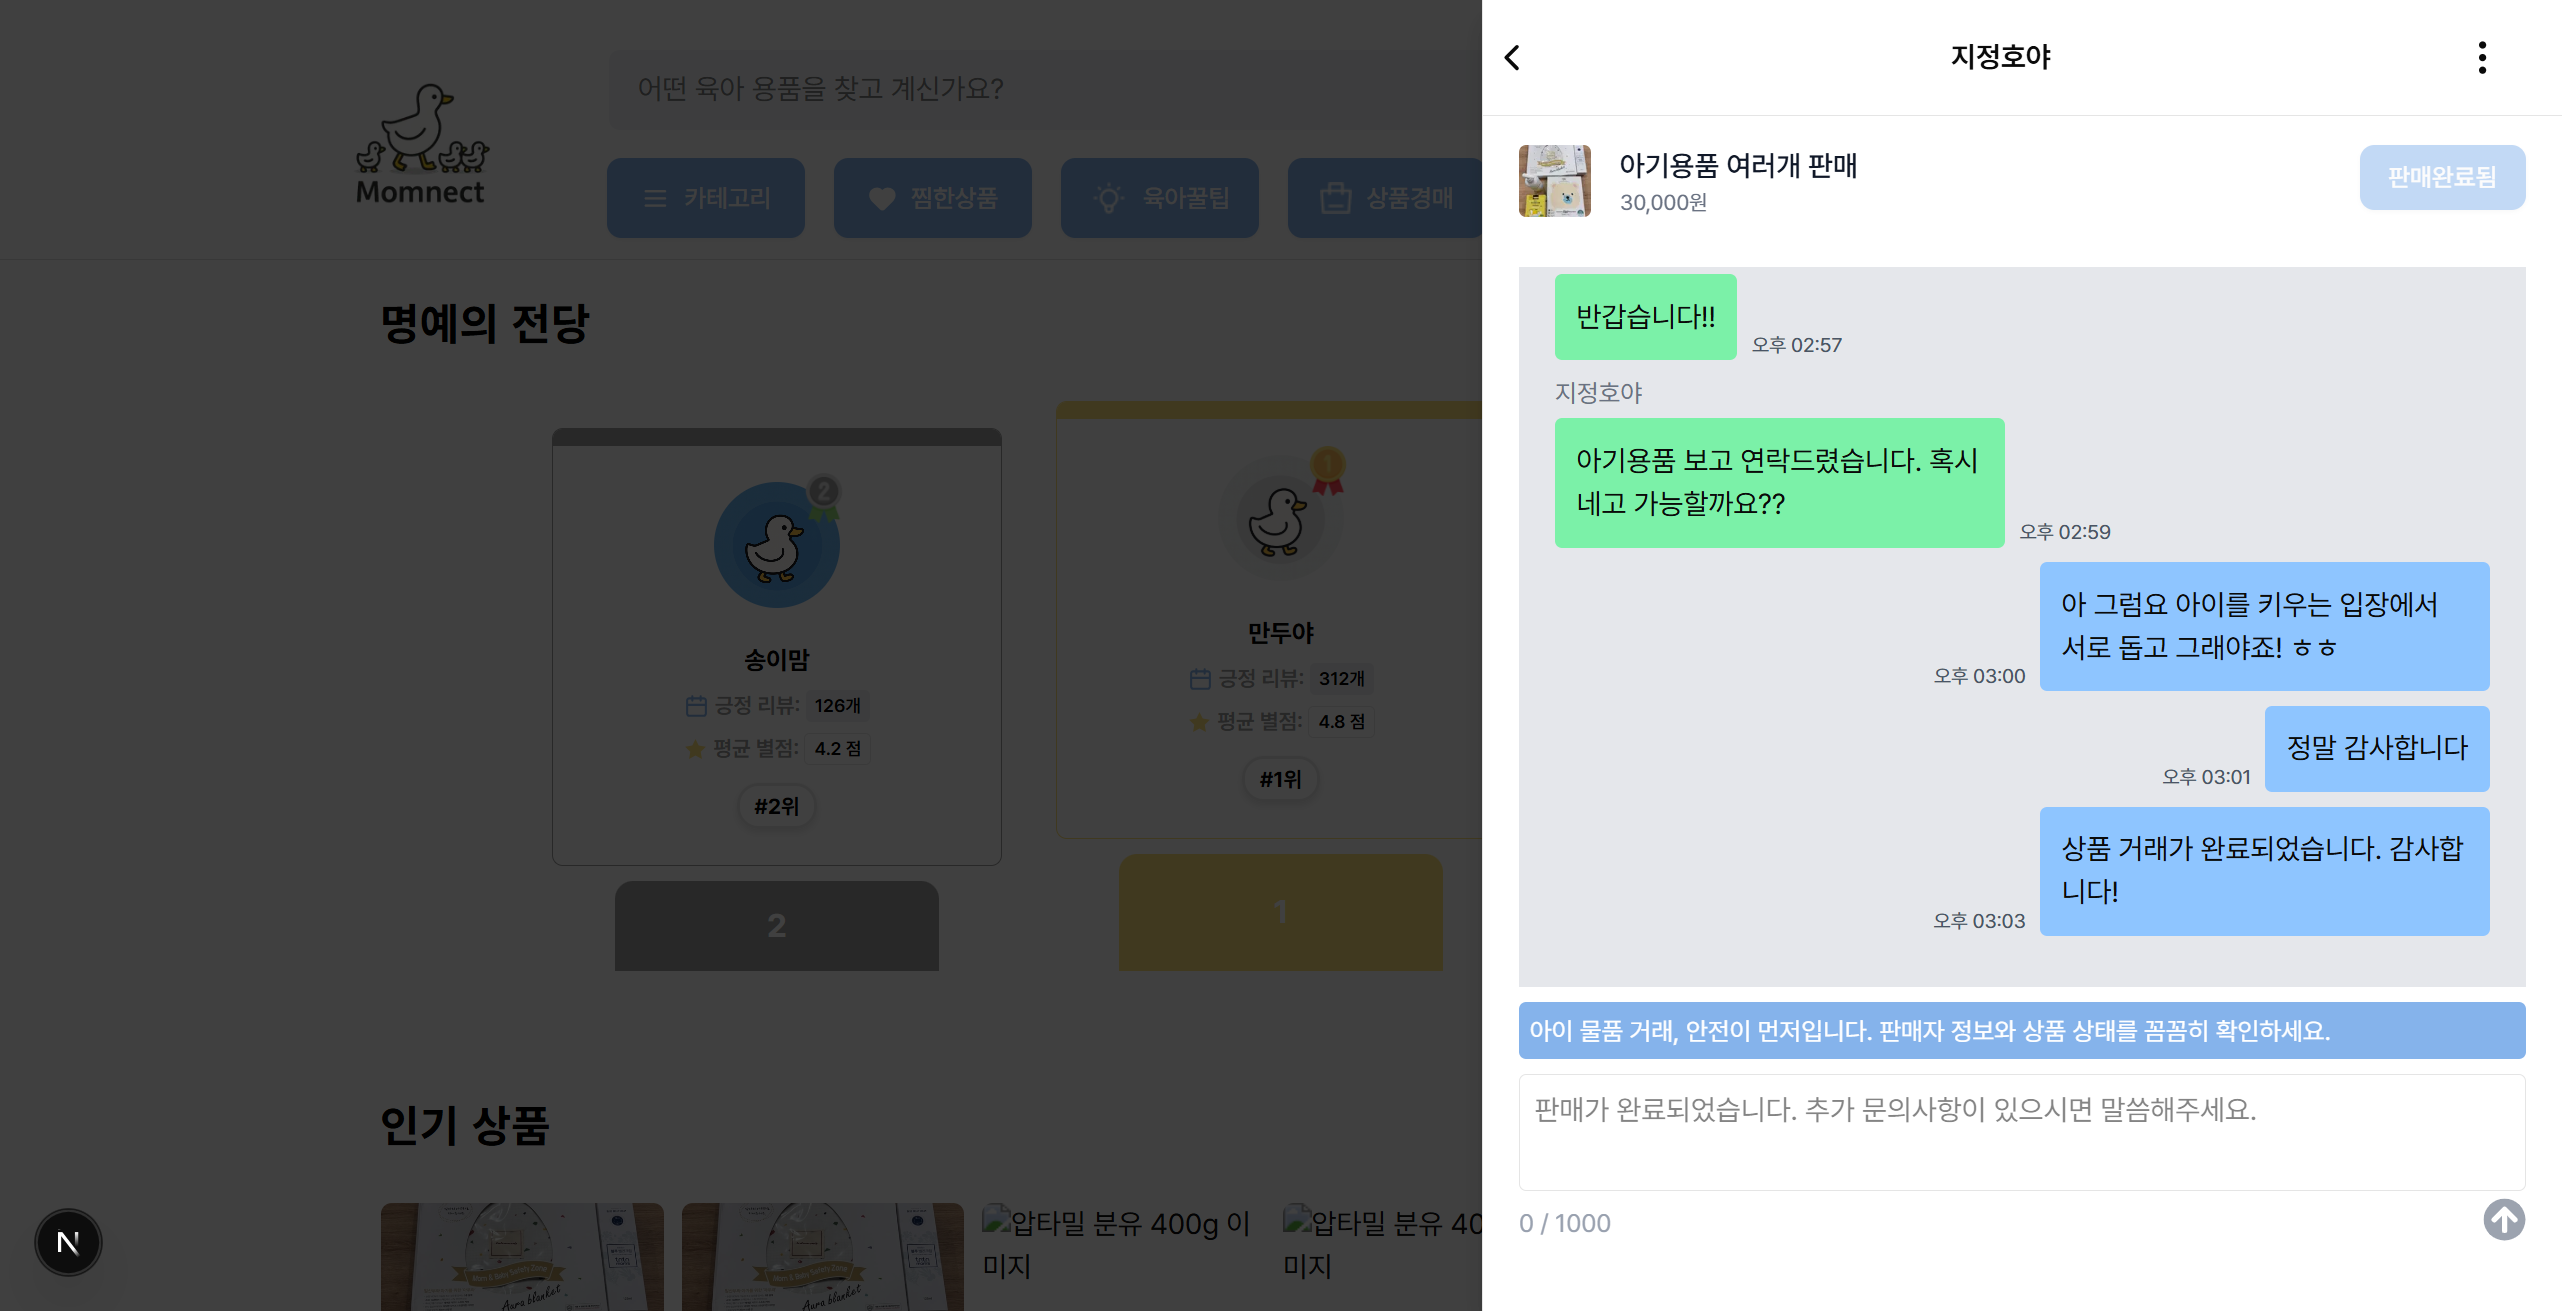 어떤 육아 용품을 찾고 계신가요?
Momnect
카테고리
찜한상품
육아꿀팁
상품경매
명예의 전당
2
송이맘
긍정 리뷰: 126개
평균 별점: 4.2 점
#2위
2
1
만두야
긍정 리뷰: 312개
평균 별점: 4.8 점
#1위
1
인기 상품
Mom & Baby Safety Zone
Aura blanket
Mom & Baby Safety Zone
Aura blanket
압타밀 분유 400g 이
미지
압타밀 분유 40
미지
N
지정호야
아기용품 여러개 판매
30,000원
판매완료됨
반갑습니다!!
오후 02:57
지정호야
아기용품 보고 연락드렸습니다. 혹시
네고 가능할까요??
오후 02:59
아 그럼요 아이를 키우는 입장에서
서로 돕고 그래야죠! ㅎㅎ
오후 03:00
정말 감사합니다
오후 03:01
상품 거래가 완료되었습니다. 감사합
니다!
오후 03:03
아이 물품 거래, 안전이 먼저입니다. 판매자 정보와 상품 상태를 꼼꼼히 확인하세요.
판매가 완료되었습니다. 추가 문의사항이 있으시면 말씀해주세요.
0 / 1000